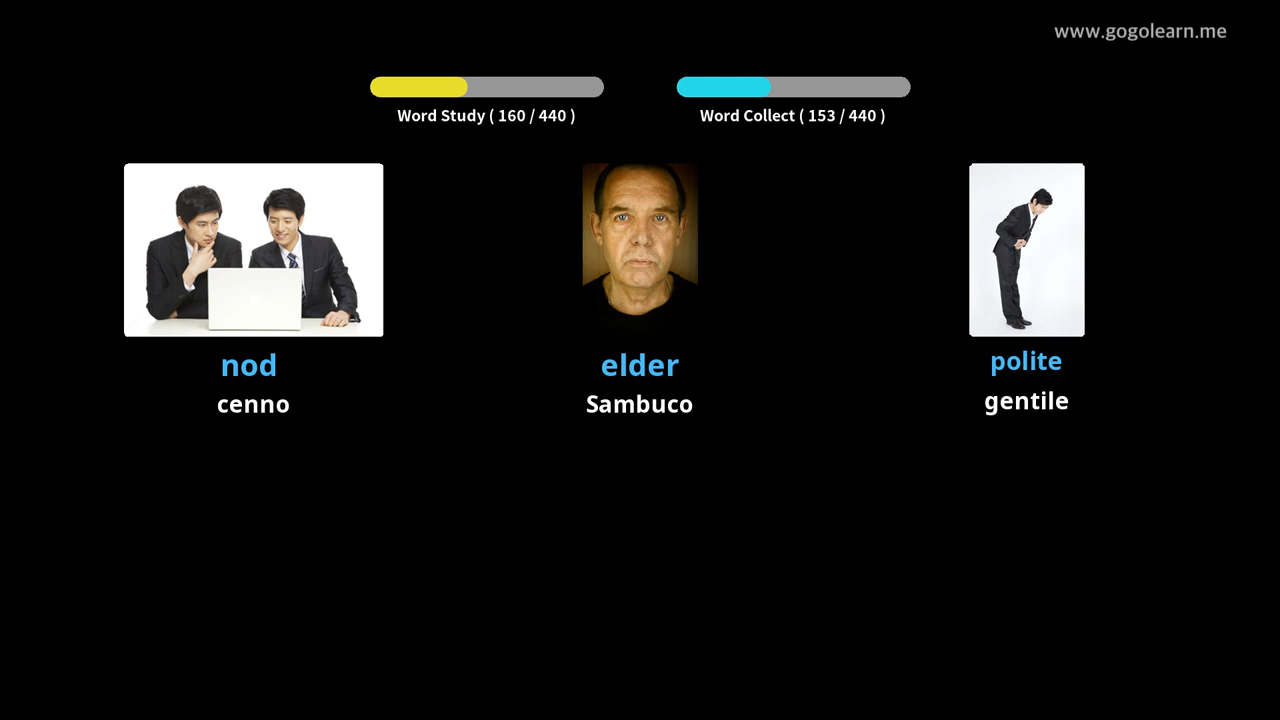 www.gogolearn.me
Word Study ( 160 / 440 )
Word Collect ( 153 / 440 )
nod
cenno
elder
Sambuco
polite
gentile